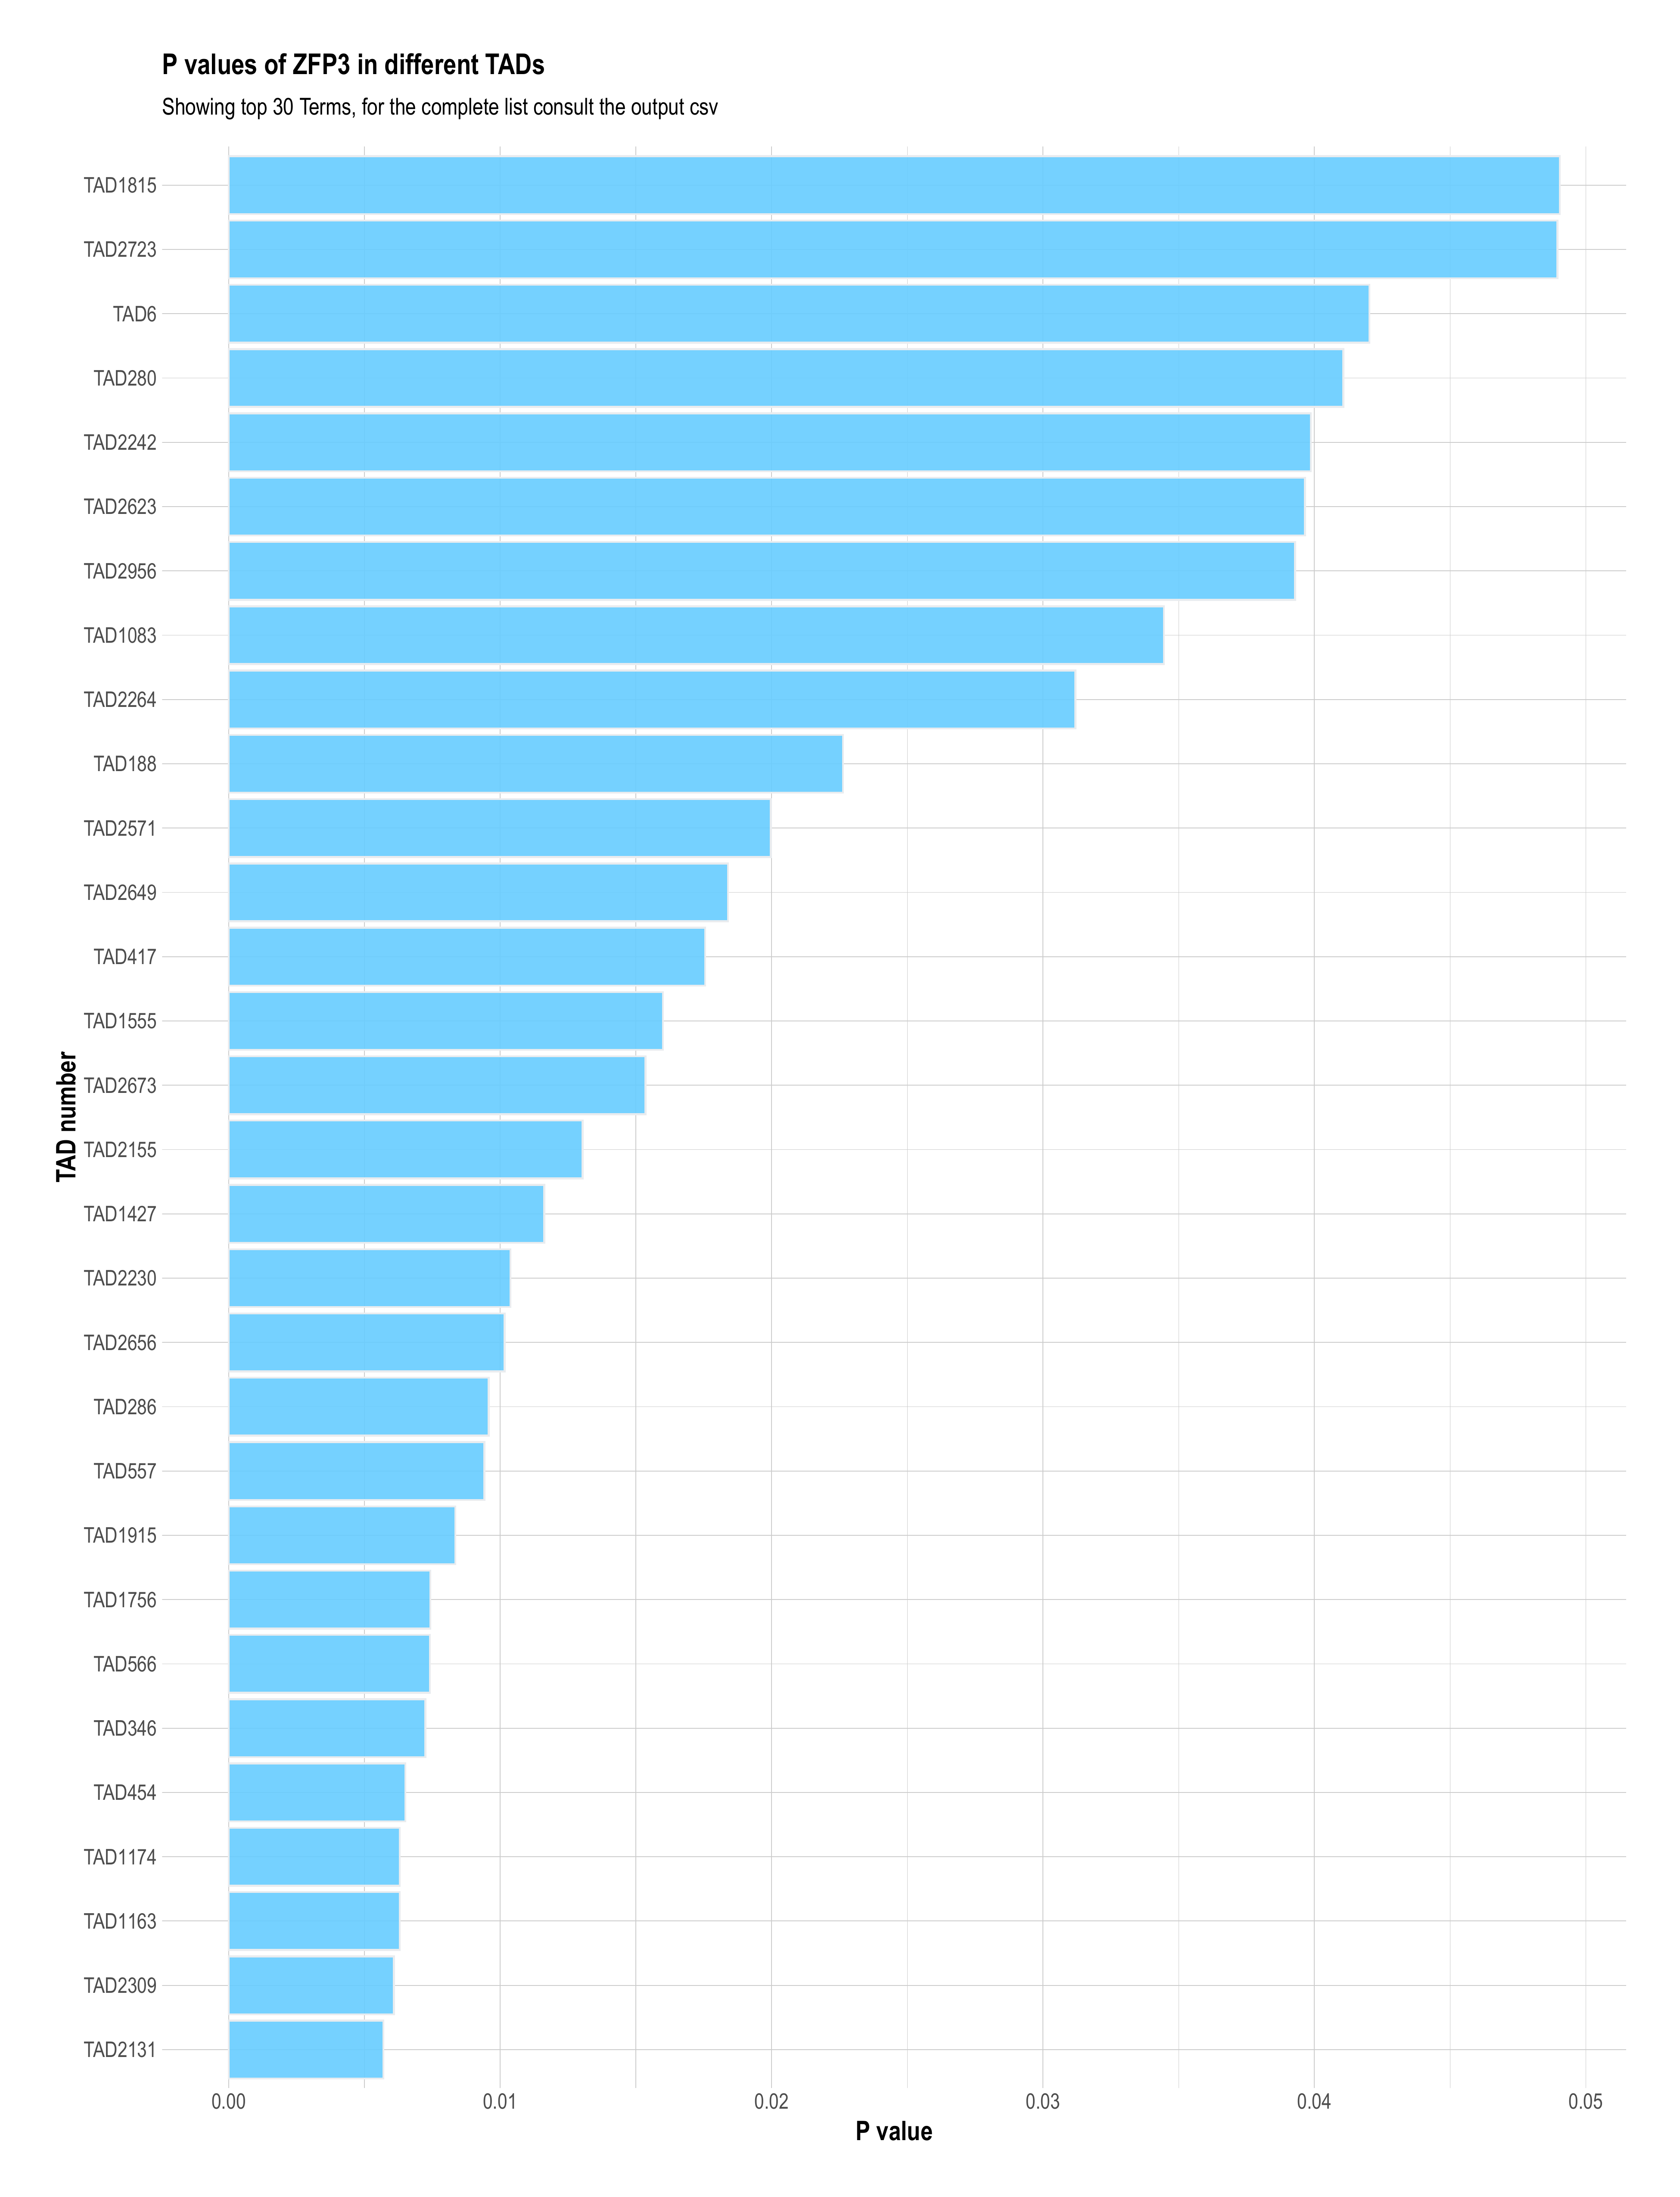 P values of ZFP3 in different TADs
Showing top 30 Terms, for the complete list consult the output csv
TAD1815
TAD2723
TAD6
TAD280
TAD2242
TAD2623
TAD2956
TAD1083
TAD2264
TAD188
TAD2571
TAD2649
TAD417
TAD1555
TAD2673
TAD2155
TAD1427
TAD2230
TAD2656
TAD286
TAD557
TAD1915
TAD1756
TAD566
TAD346
TAD454
TAD1174
TAD1163
TAD2309
TAD2131
TAD number
0.00 0.01 0.02 0.03 0.04 0.05
P value